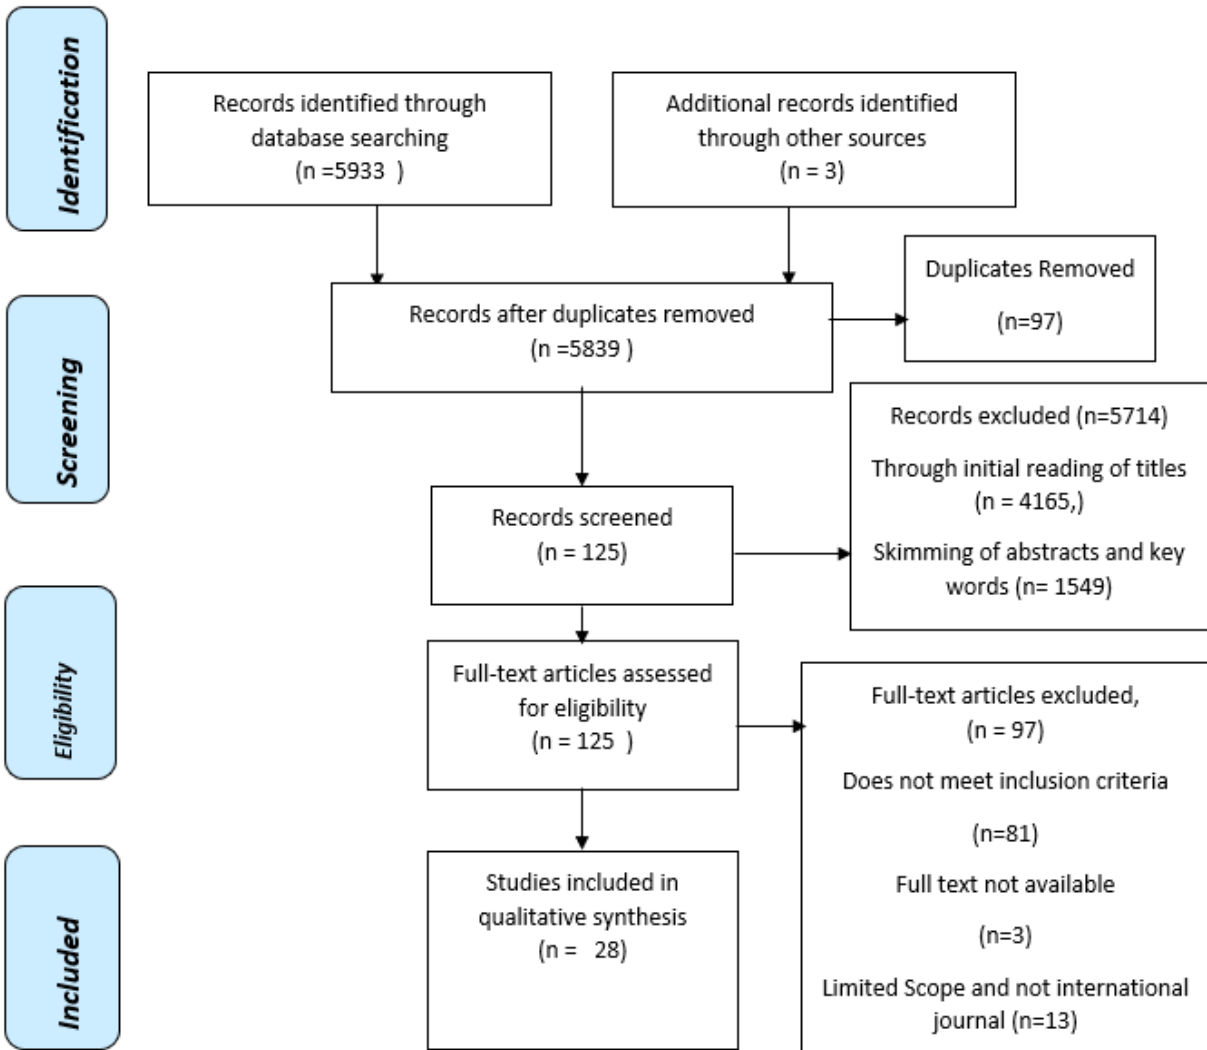 Identification
Records identified through
database searching
(n =5933  )
Additional records identified
through other sources
(n = 3)
Duplicates Removed
(n=97)
Screening
Records after duplicates removed
(n =5839 )
Records excluded (n=5714)
Through initial reading of titles
(n = 4165,)
Skimming of abstracts and key
words (n= 1549)
Records screened
(n = 125)
Eligibility
Full-text articles assessed
for eligibility
(n = 125  )
Full-text articles excluded,
(n = 97)
Does not meet inclusion criteria
(n=81)
Full text not available
(n=3)
Limited Scope and not international
journal (n=13)
Included
Studies included in
qualitative synthesis
(n =   28)